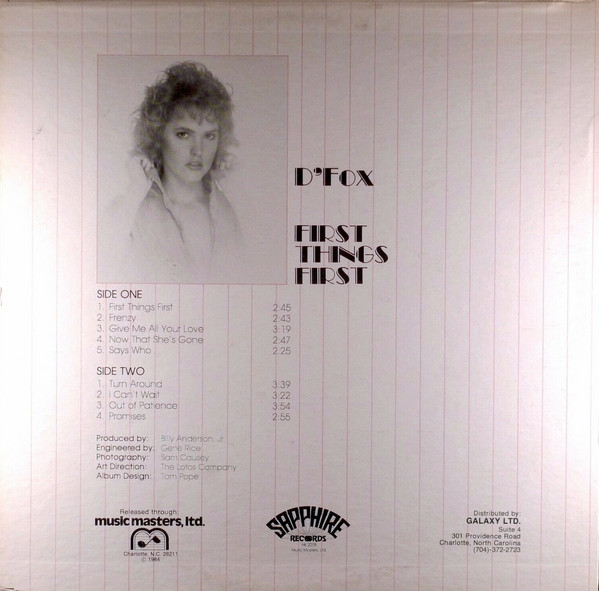 D'FOX
FIRST
THINGS
FIRST
SIDE ONE
1. First Things First 2:45
2. Frenzy 2:43
3. Give Me All Your Love 3:19
4. Now That She's Gone 2:47
5. Says Who 2:25
SIDE TWO
1. Turn Around 3:39
2. I Can't Wait 3:22
3. Out of Patience 3:54
4. Promises 2:55
Produced by: Billy Anderson, Jr.
Engineered by: Gene Rice
Photography: Sam Causey
Art Direction: The Lotos Company
Album Design: Tom Pope
Released through:
music masters, ltd.
Charlotte, N.C. 28211
© 1984
SAPPHIRE
RECORDS
Music Masters, Ltd.
Distributed by:
GALAXY LTD.
Suite 4
301 Providence Road
Charlotte, North Carolina
(704)-372-2723